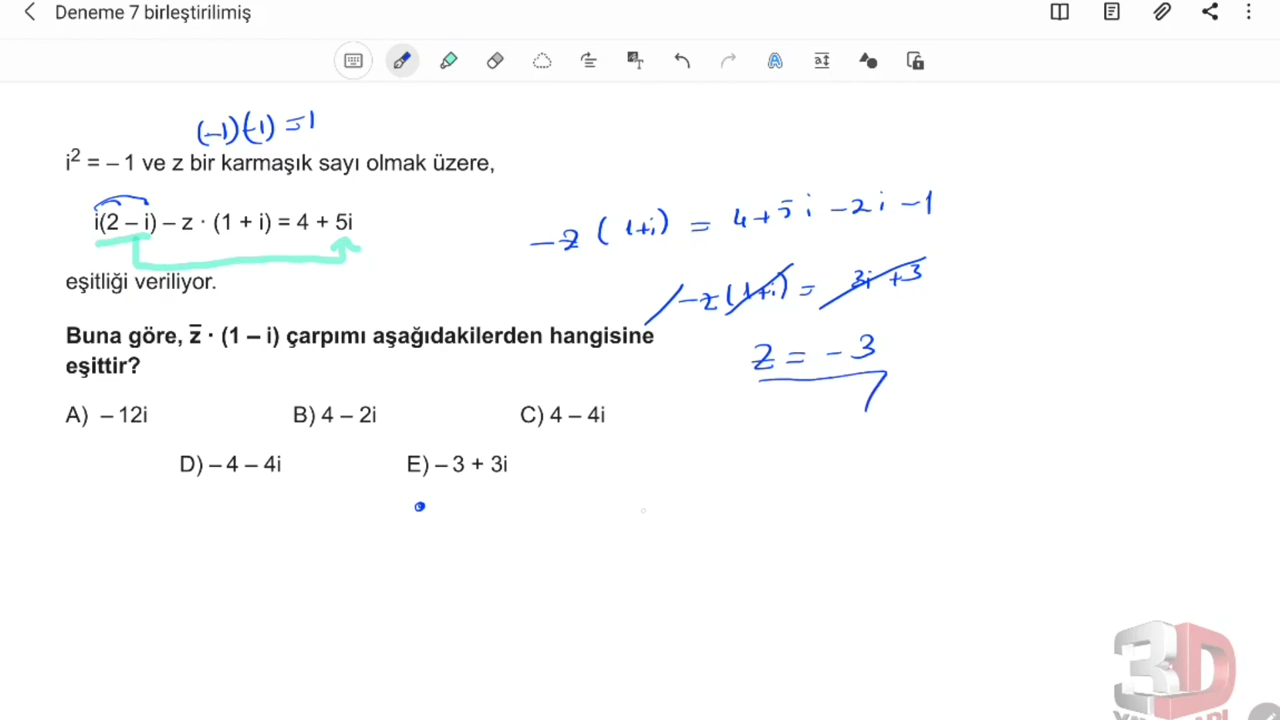 Deneme 7 birleştirilimiş
(-1)(-1) = 1
i² = – 1 ve z bir karmaşık sayı olmak üzere,
i(2 – i) – z · (1 + i) = 4 + 5i
eşitliği veriliyor.
Buna göre, z̅ · (1 – i) çarpımı aşağıdakilerden hangisine
eşittir?
A) – 12i B) 4 – 2i C) 4 – 4i
D) – 4 – 4i E) – 3 + 3i
-z (1+i) = 4+5i -2i -1
-z(1+i) = 3i +3
z = -3
3D